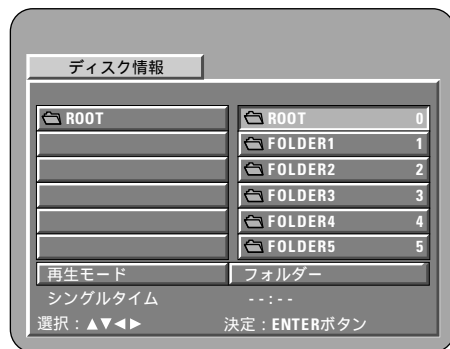 ディスク情報
ROOT ROOT 0
FOLDER1 1
FOLDER2 2
FOLDER3 3
FOLDER4 4
FOLDER5 5
再生モード フォルダー
シングルタイム --:--
選択：▲▼◀▶ 決定：ENTERボタン